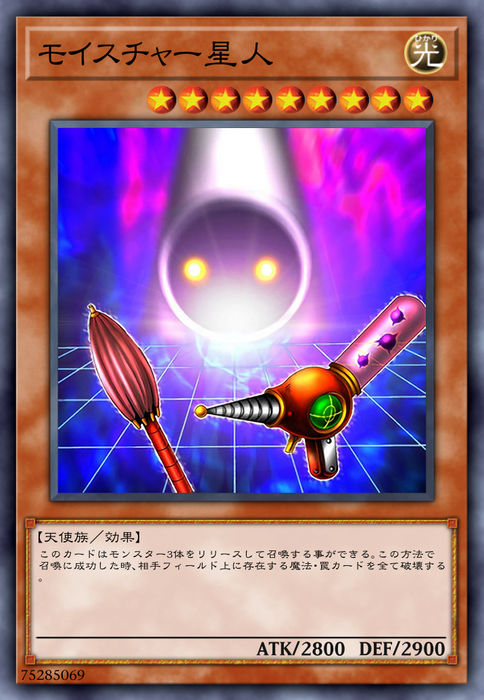 モイスチャー星人
ひかり
光
【天使族／効果】
このカードはモンスター3体をリリースして召喚する事ができる。この方法で
召喚に成功した時、相手フィールド上に存在する魔法・罠カードを全て破壊する
。
ATK/2800 DEF/2900
75285069